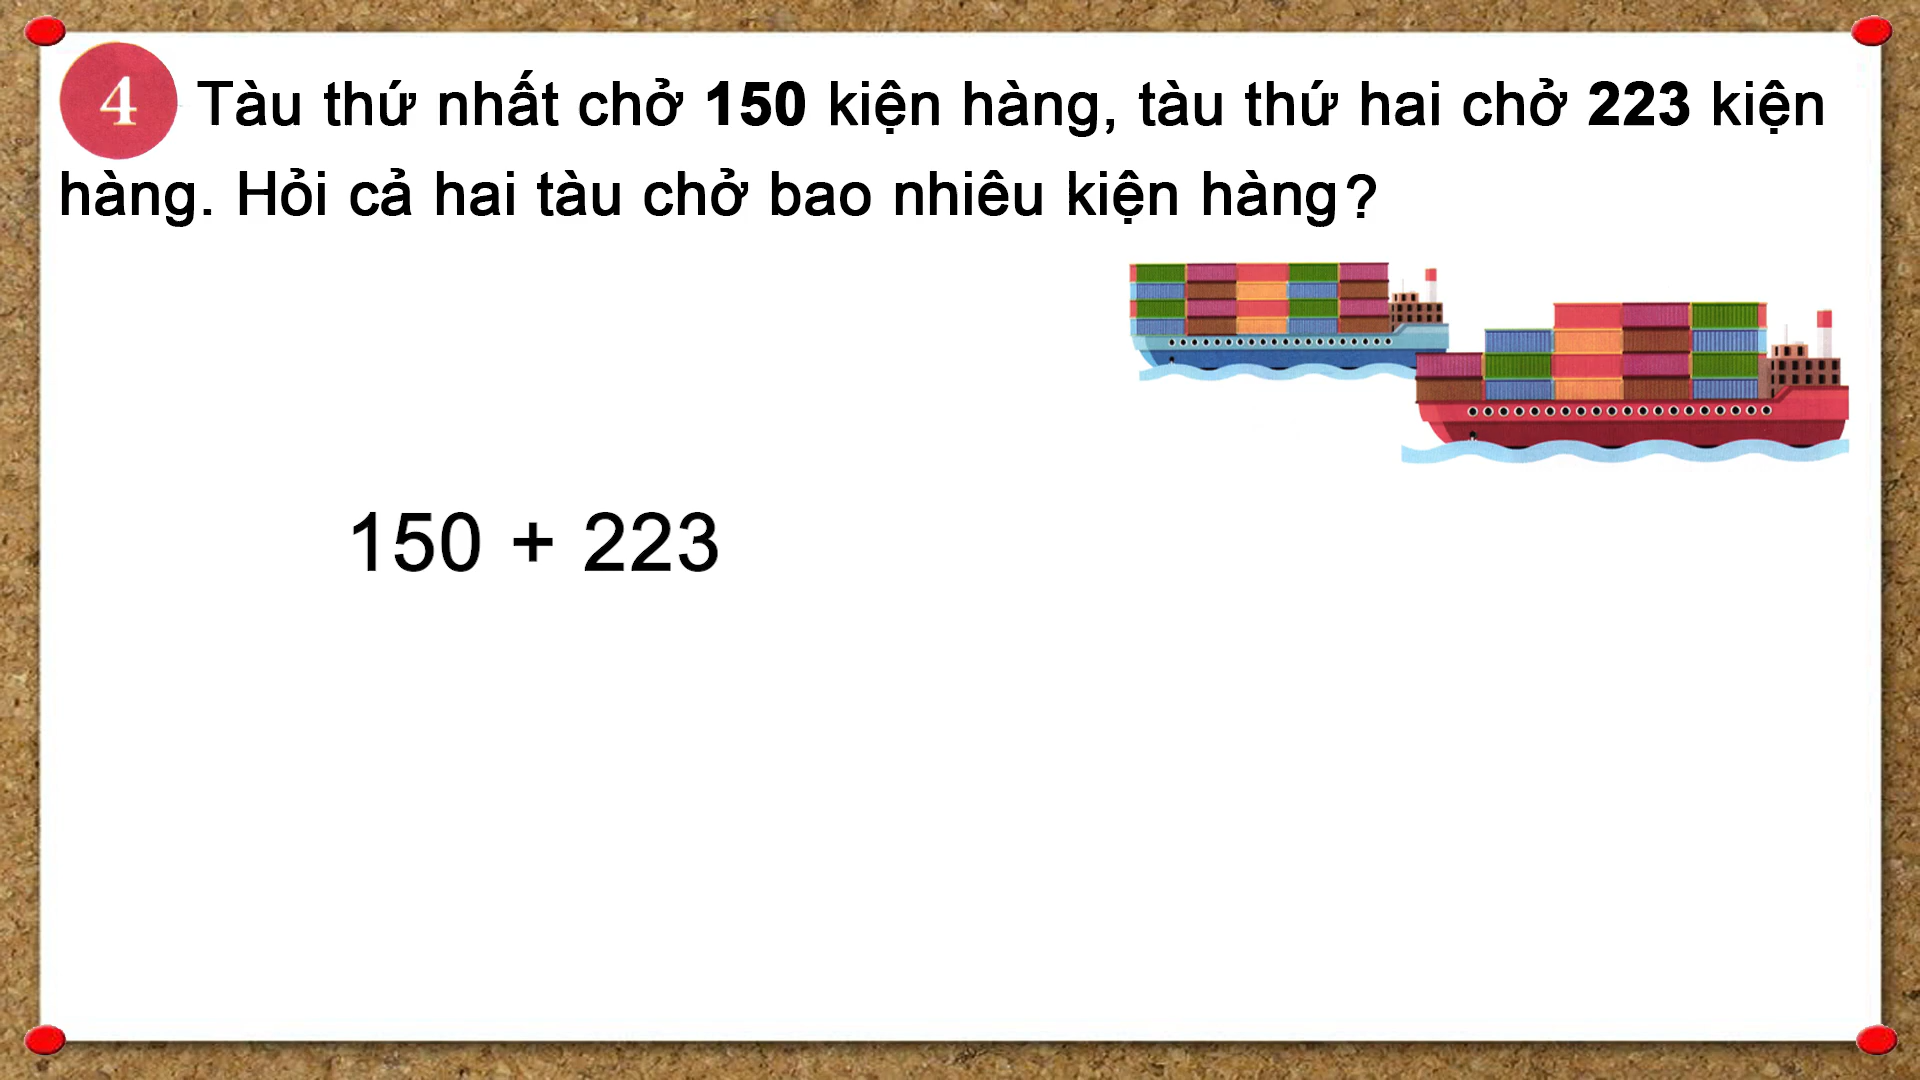 4 Tàu thứ nhất chở 150 kiện hàng, tàu thứ hai chở 223 kiện
hàng. Hỏi cả hai tàu chở bao nhiêu kiện hàng?
150 + 223